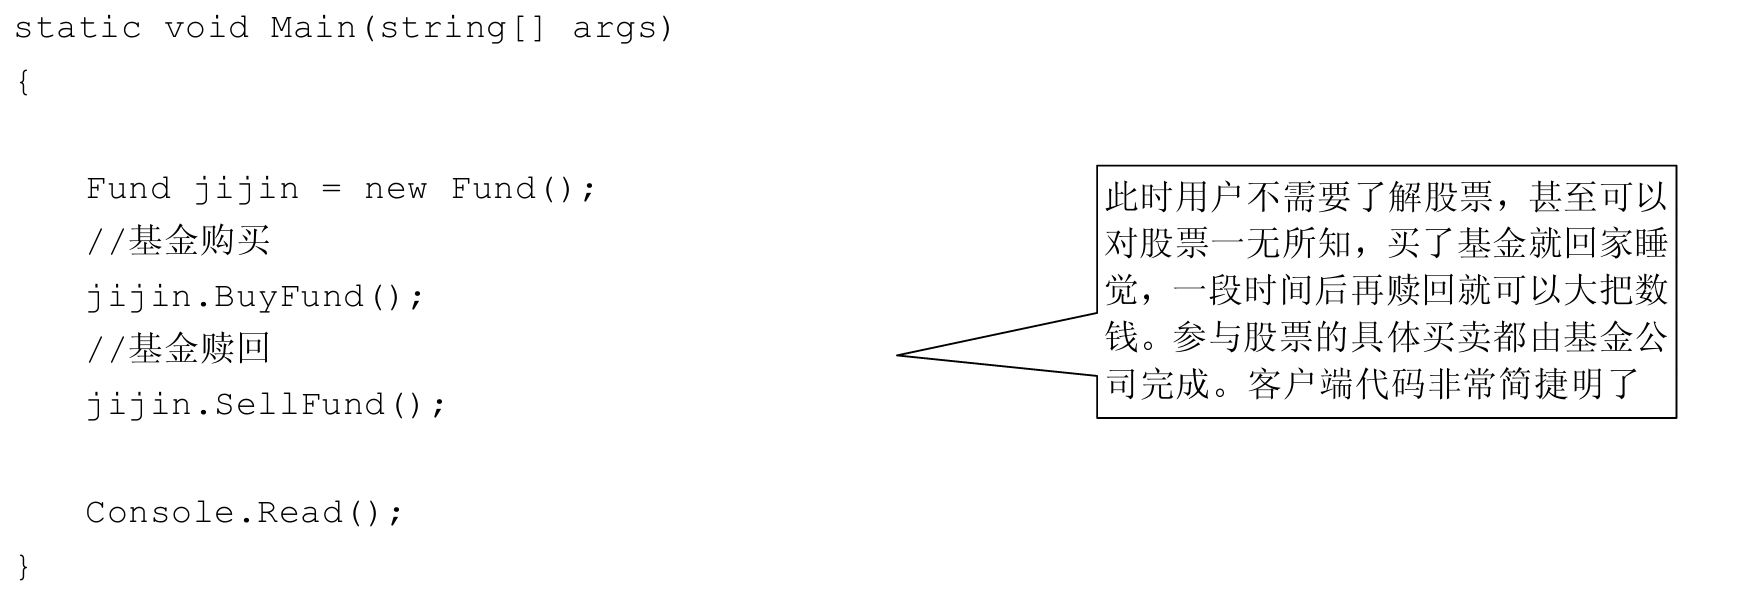 static void Main(string[] args)
{
Fund jijin = new Fund();
//基金购买
jijin.BuyFund();
//基金赎回
jijin.SellFund();
Console.Read();
}
此时用户不需要了解股票，甚至可以
对股票一无所知，买了基金就回家睡
觉，一段时间后再赎回就可以大把数
钱。参与股票的具体买卖都由基金公
司完成。客户端代码非常简捷明了